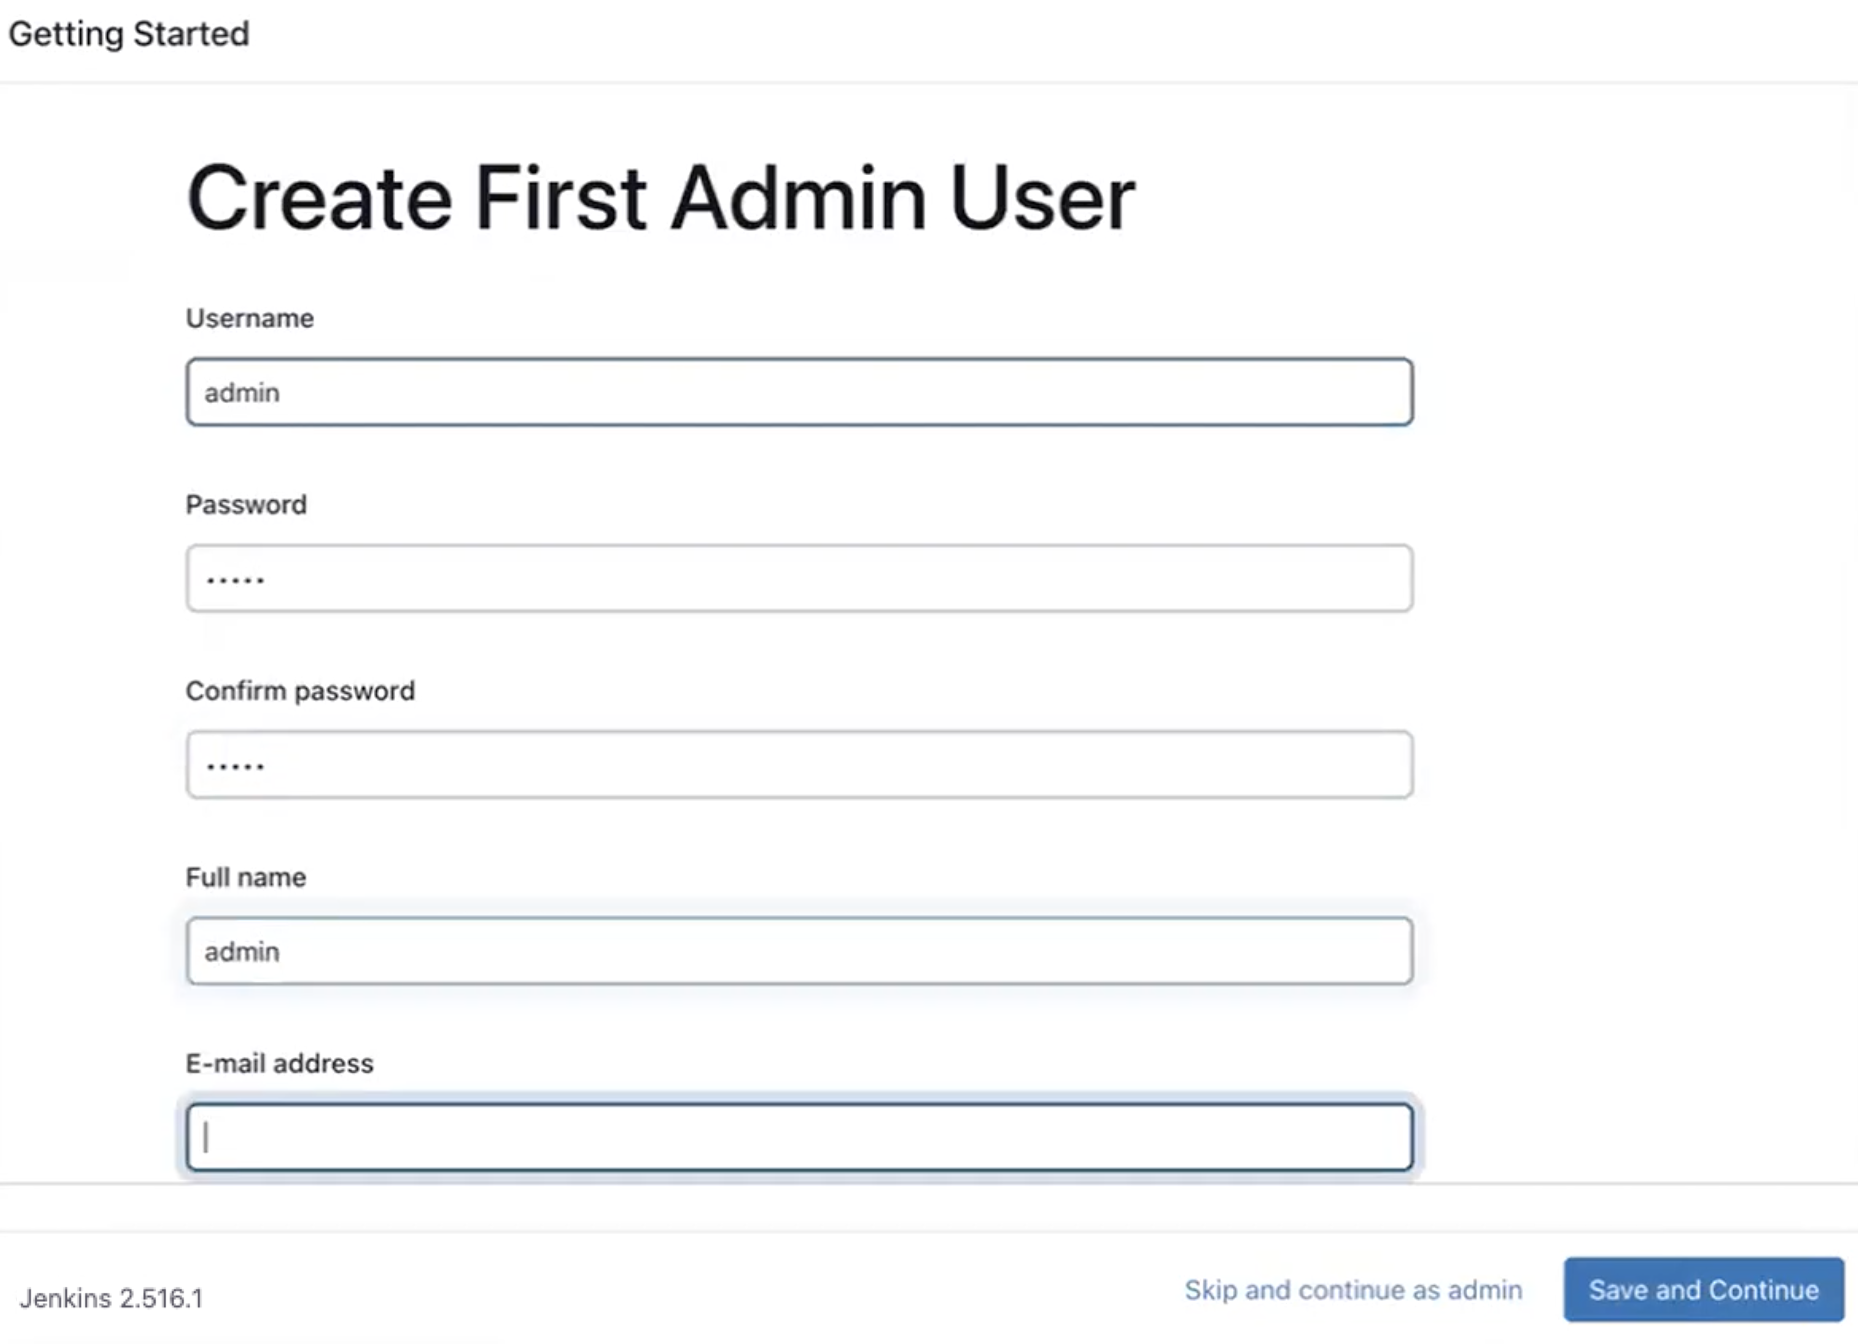 Getting Started
Create First Admin User
Username
admin
Password
•••••
Confirm password
•••••
Full name
admin
E-mail address
Jenkins 2.516.1
Skip and continue as admin
Save and Continue